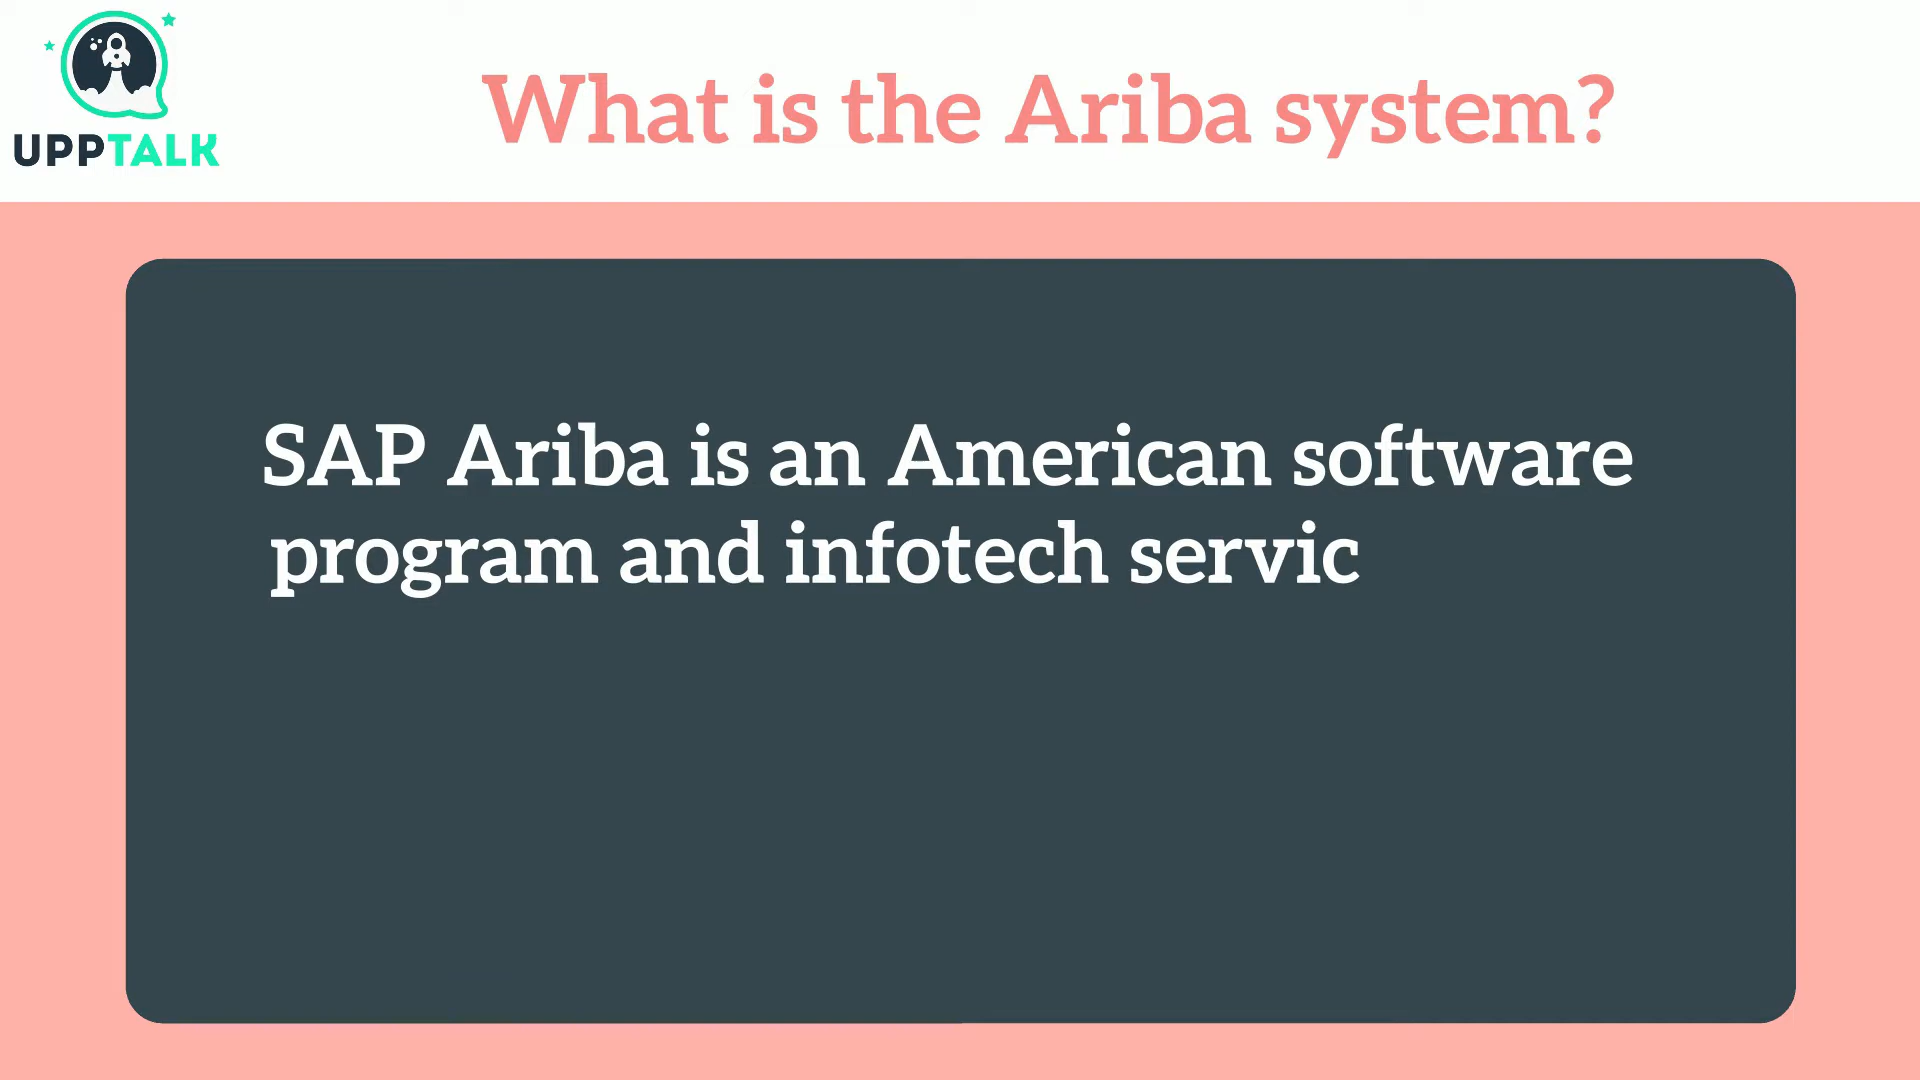 UPPTALK
What is the Ariba system?
SAP Ariba is an American software
program and infotech servic